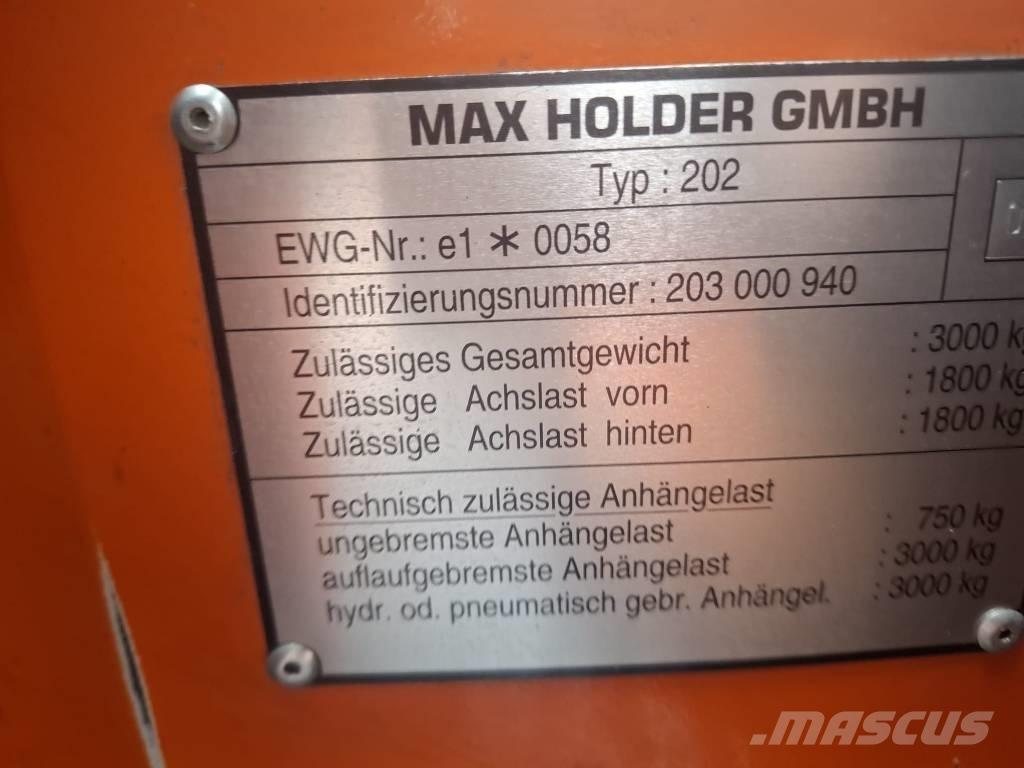 MAX HOLDER GMBH
Typ : 202
EWG-Nr.: e1 * 0058
Identifizierungsnummer : 203 000 940
Zulässiges Gesamtgewicht : 3000 kg
Zulässige Achslast vorn : 1800 kg
Zulässige Achslast hinten : 1800 kg
Technisch zulässige Anhängelast
ungebremste Anhängelast : 750 kg
auflaufgebremste Anhängelast : 3000 kg
hydr. od. pneumatisch gebr. Anhängel. : 3000 kg
MASCUS